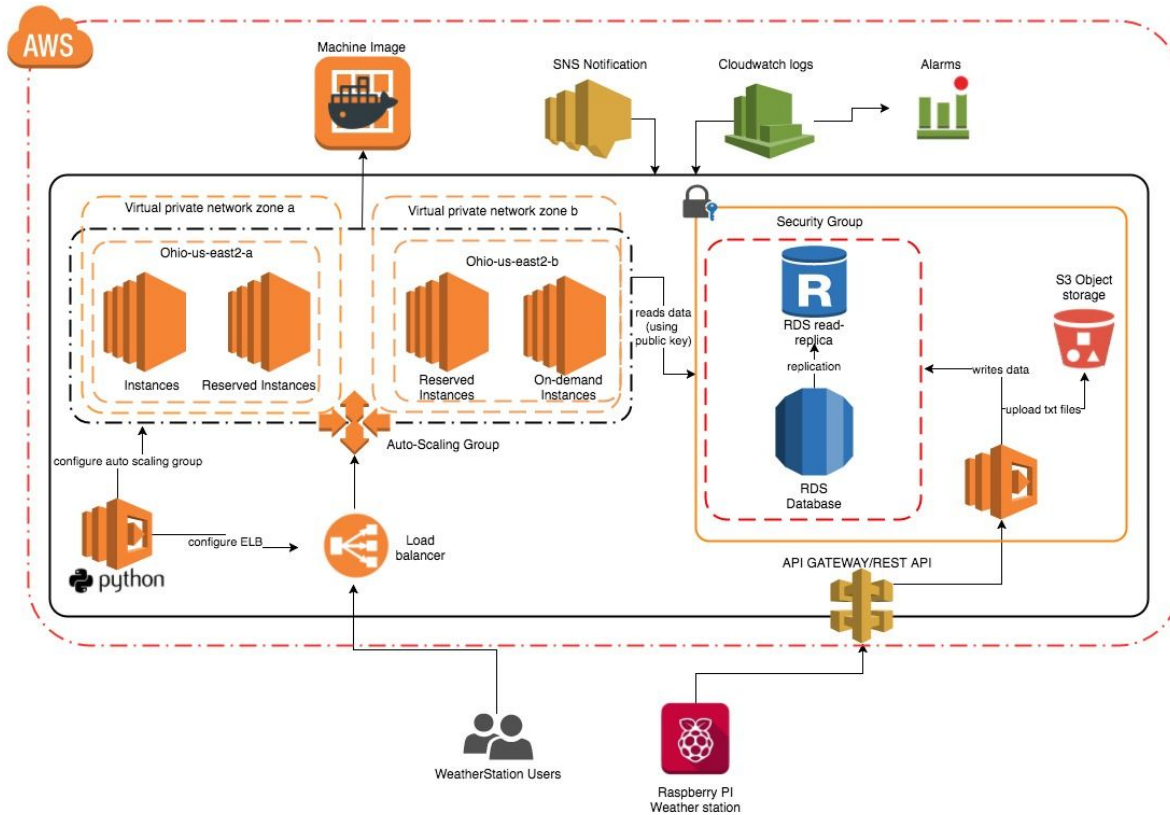 AWS
Machine Image
SNS Notification
Cloudwatch logs
Alarms
Virtual private network zone a
Virtual private network zone b
Security Group
Ohio-us-east2-a
Ohio-us-east2-b
S3 Object
storage
R
reads data
(using
public key)
RDS read-
replica
replication
writes data
Instances
Reserved Instances
Reserved
Instances
On-demand
Instances
upload txt files
Auto-Scaling Group
configure auto scaling group
RDS
Database
configure ELB
Load
balancer
python
API GATEWAY/REST API
WeatherStation Users
Raspberry PI
Weather station